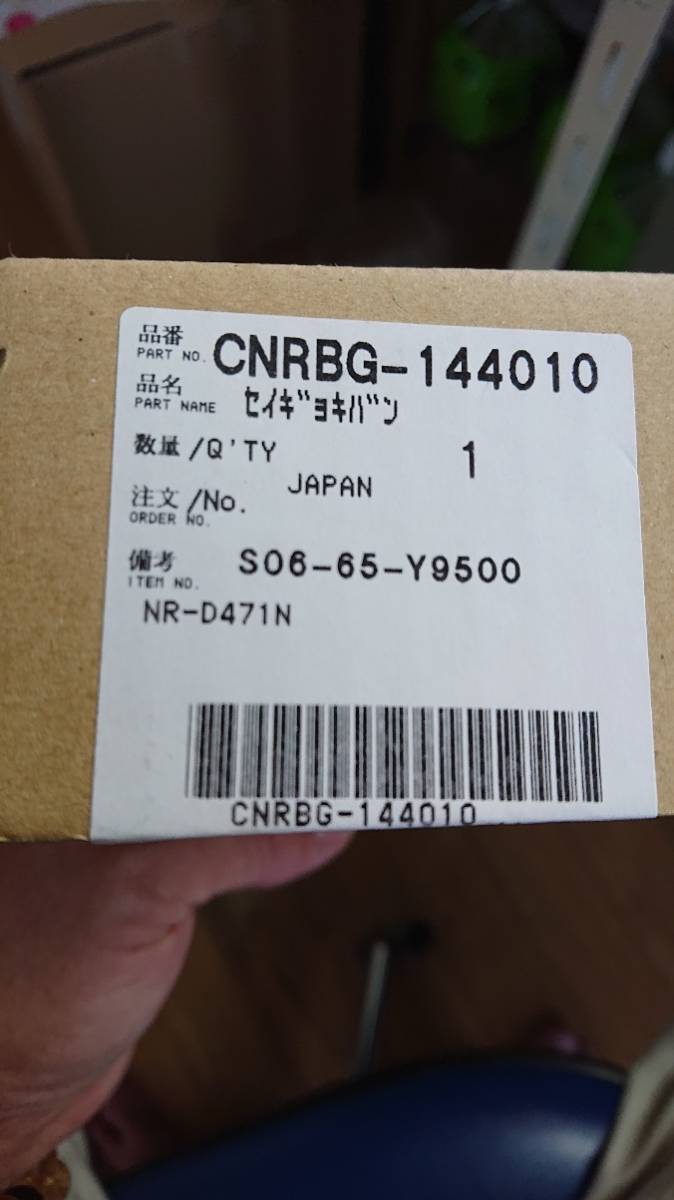 品番
PART NO. CNRBG-144010
品名
PART NAME ｾｲｷﾞｮｷﾊﾞﾝ
数量/Q'TY 1
JAPAN
注文/No.
ORDER NO.
備考 S06-65-Y9500
ITEM NO.
NR-D471N
CNRBG-144010